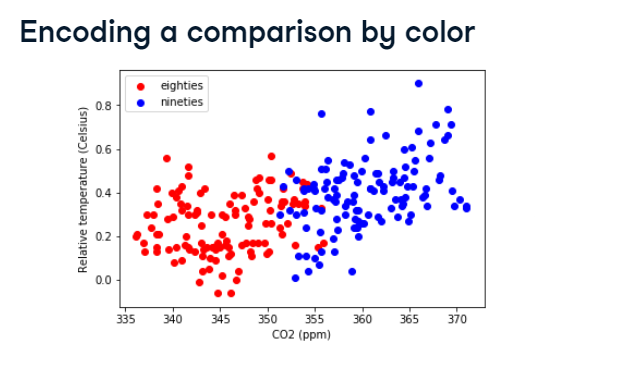 Encoding a comparison by color
eighties
nineties
Relative temperature (Celsius)
0.8
0.6
0.4
0.2
0.0
335 340 345 350 355 360 365 370
CO2 (ppm)